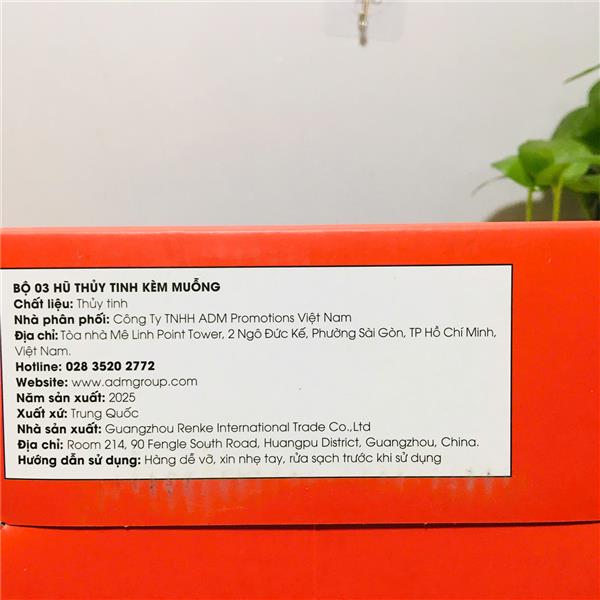 BỘ 03 HŨ THỦY TINH KÈM MUỖNG
Chất liệu: Thủy tinh
Nhà phân phối: Công Ty TNHH ADM Promotions Việt Nam
Địa chỉ: Tòa nhà Mê Linh Point Tower, 2 Ngô Đức Kế, Phường Sài Gòn, TP Hồ Chí Minh,
Việt Nam.
Hotline: 028 3520 2772
Website: www.admgroup.com
Năm sản xuất: 2025
Xuất xứ: Trung Quốc
Nhà sản xuất: Guangzhou Renke International Trade Co.,Ltd
Địa chỉ: Room 214, 90 Fengle South Road, Huangpu District, Guangzhou, China.
Hướng dẫn sử dụng: Hàng dễ vỡ, xin nhẹ tay, rửa sạch trước khi sử dụng